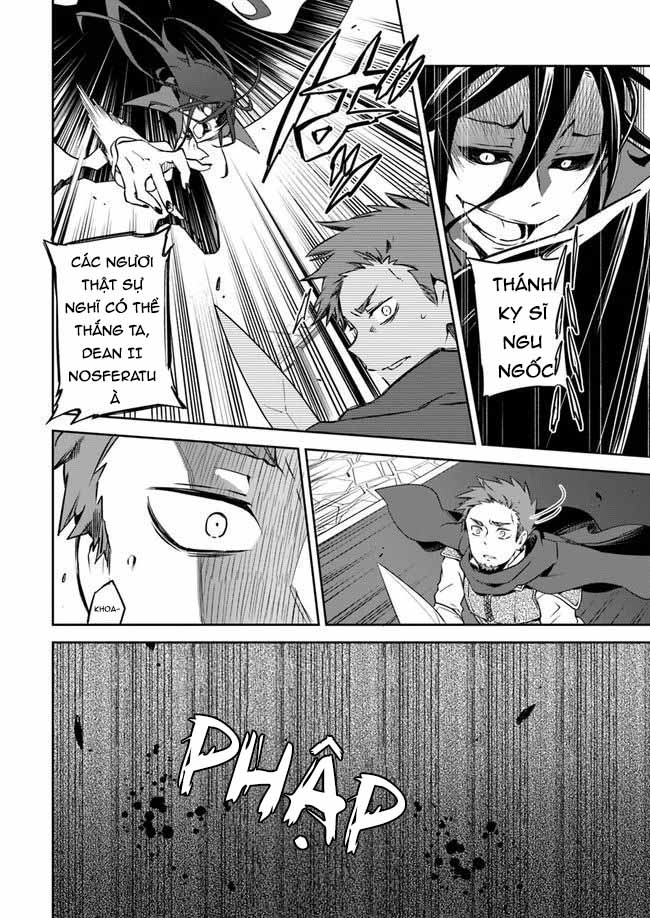 THÁNH
KỴ SĨ
NGU
NGỐC
CÁC NGƯƠI
THẬT SỰ
NGHĨ CÓ THỂ
THẮNG TA,
DEAN II
NOSFERATU
À
KHOA-
PHẬP